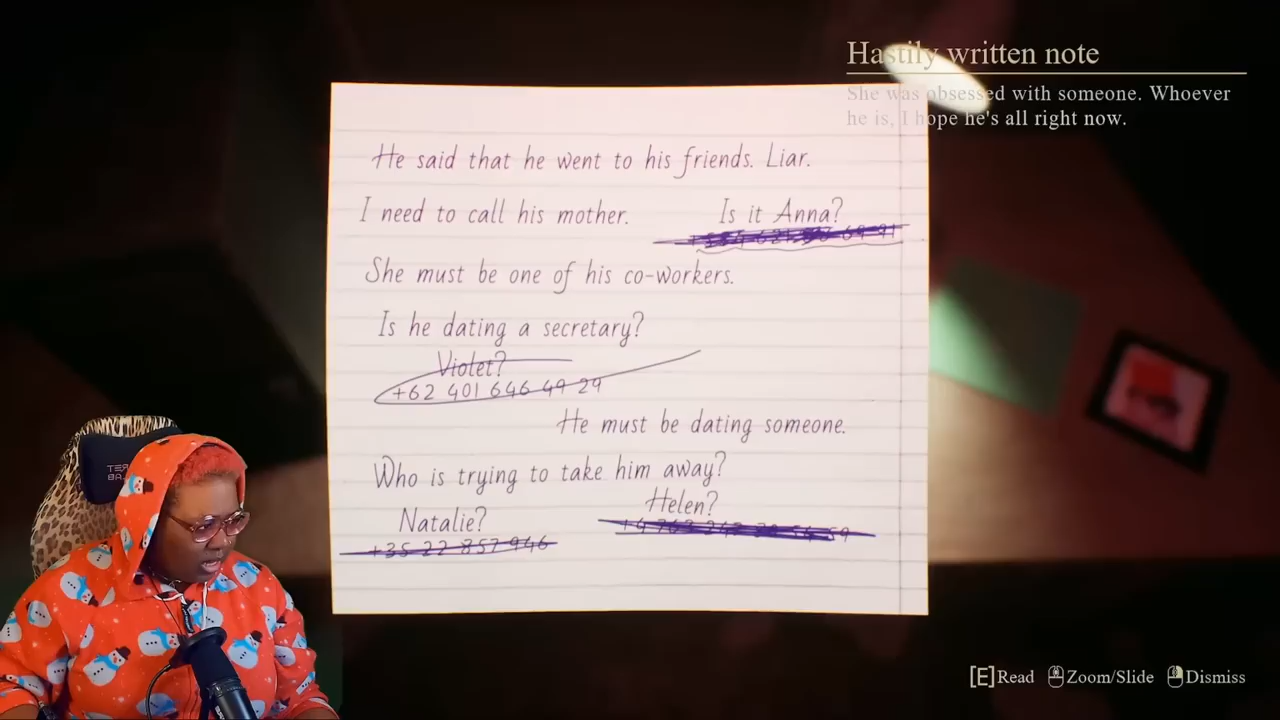 Hastily written note
She was obsessed with someone. Whoever
he is, I hope he's all right now.
He said that he went to his friends. Liar.
I need to call his mother.
Is it Anna?
She must be one of his co-workers.
Is he dating a secretary?
Violet?
+62 401 646 49 29
He must be dating someone.
Who is trying to take him away?
Helen?
Natalie?
+35 22 857 946
[E]Read Zoom/Slide Dismiss